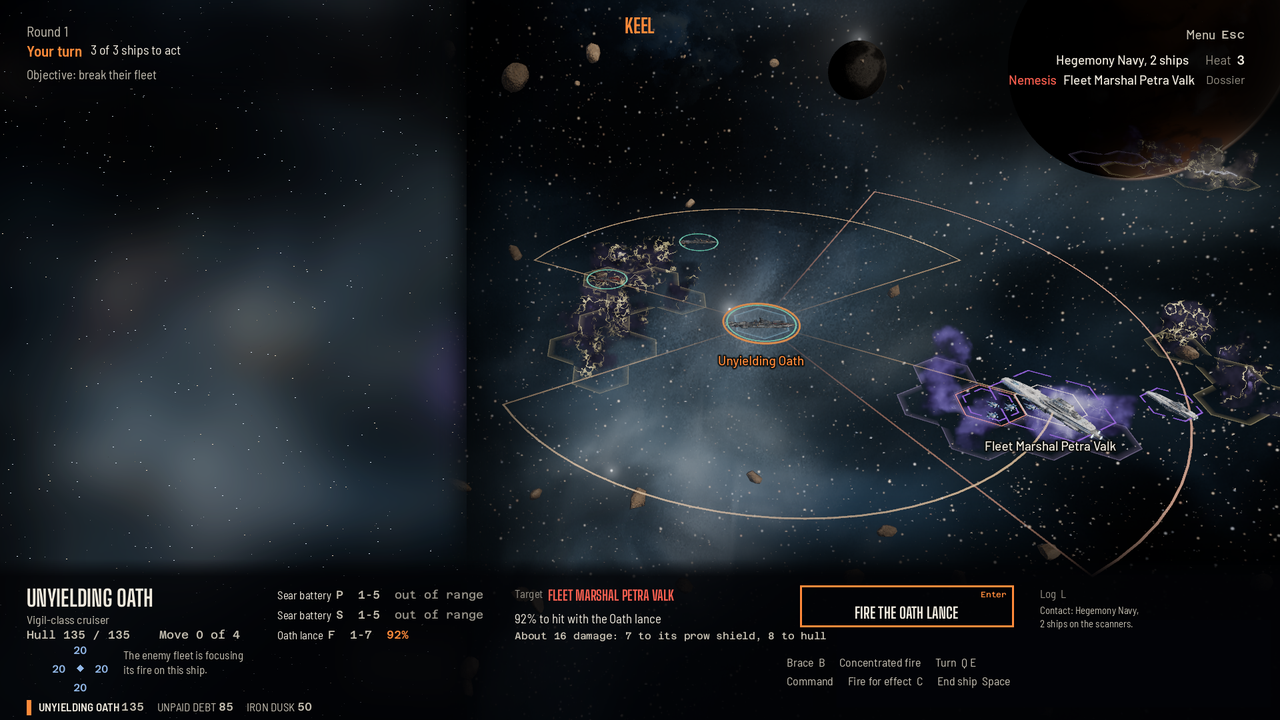 Round 1
Your turn 3 of 3 ships to act
Objective: break their fleet
KEEL
Menu Esc
Hegemony Navy, 2 ships Heat 3
Nemesis Fleet Marshal Petra Valk Dossier
Unyielding Oath
Fleet Marshal Petra Valk
UNYIELDING OATH
Vigil-class cruiser
Hull 135 / 135 Move 0 of 4
20
20 20
20
The enemy fleet is focusing
its fire on this ship.
Sear battery P 1-5 out of range
Sear battery S 1-5 out of range
Oath lance F 1-7 92%
Target FLEET MARSHAL PETRA VALK
92% to hit with the Oath lance
About 16 damage: 7 to its prow shield, 8 to hull
Enter
FIRE THE OATH LANCE
Brace B Concentrated fire Turn Q E
Command Fire for effect C End ship Space
Log L
Contact: Hegemony Navy,
2 ships on the scanners.
UNYIELDING OATH 135 UNPAID DEBT 85 IRON DUSK 50